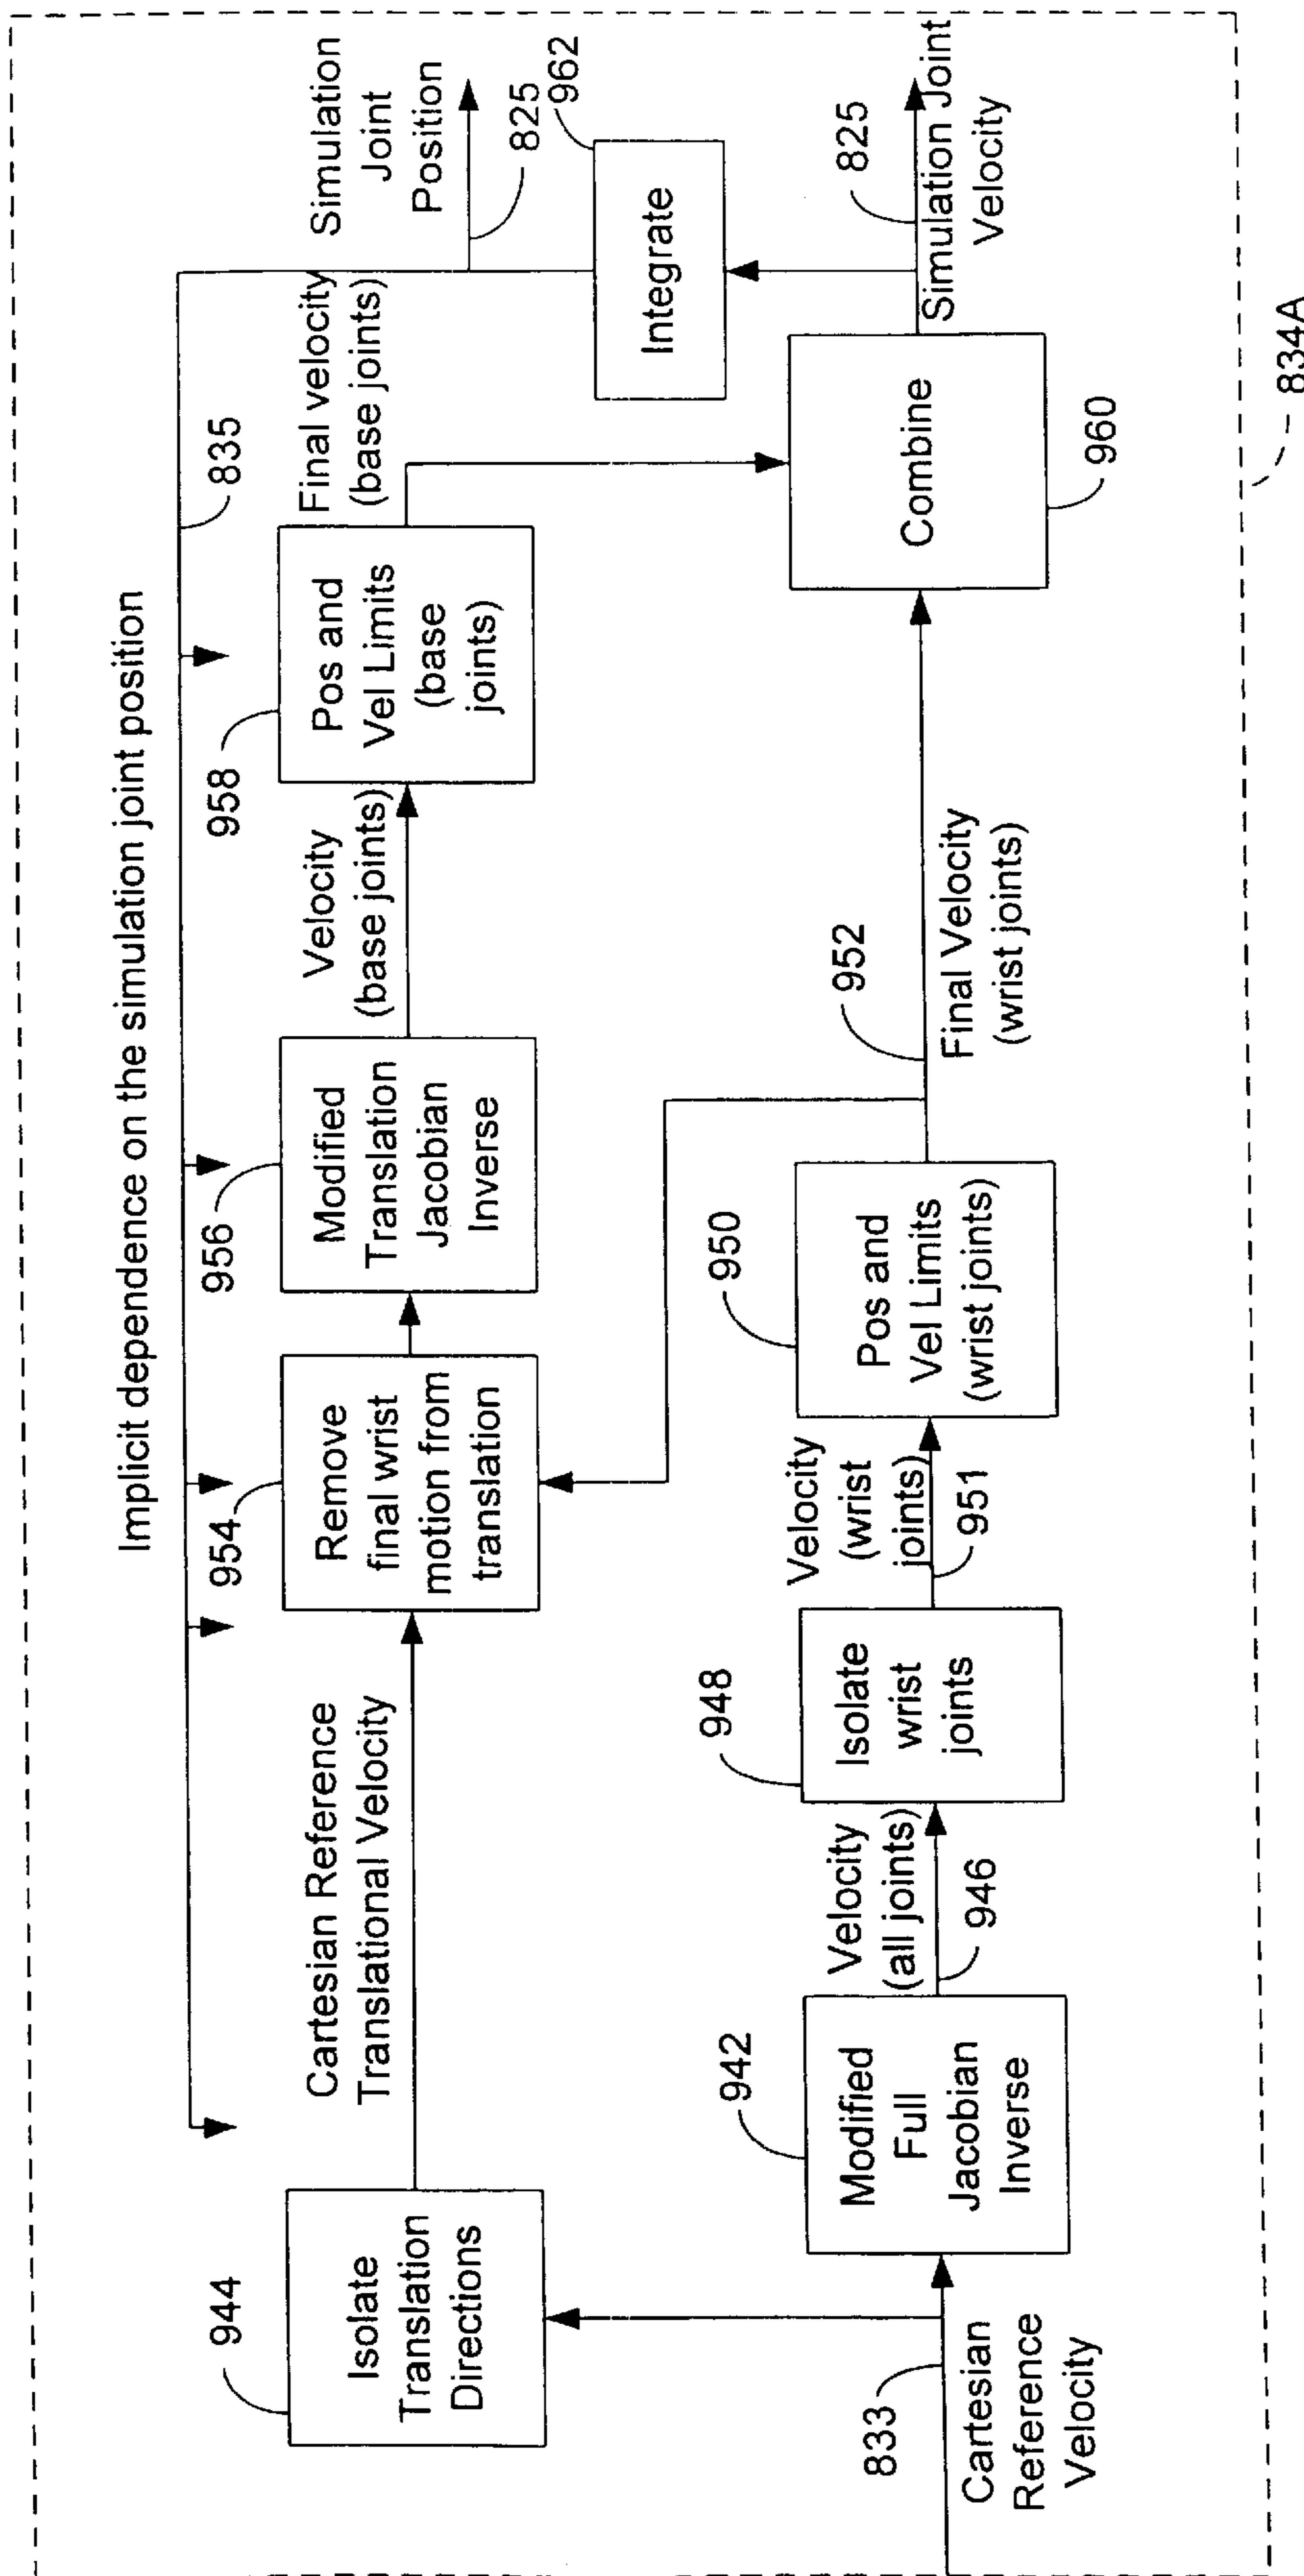 Implicit dependence on the simulation joint position
835
944
Isolate
Translation
Directions
Cartesian Reference
Translational Velocity
954
Remove
final wrist
motion from
translation
956
Modified
Translation
Jacobian
Inverse
Velocity
(base joints)
958
Pos and
Vel Limits
(base
joints)
Final velocity
(base joints)
Simulation
Joint
Position
825
962
Integrate
833
Cartesian
Reference
Velocity
942
Modified
Full
Jacobian
Inverse
Velocity
(all joints)
946
948
Isolate
wrist
joints
Velocity
(wrist
joints)
951
950
Pos and
Vel Limits
(wrist joints)
952
Final Velocity
(wrist joints)
Combine
960
825
Simulation Joint
Velocity
834A